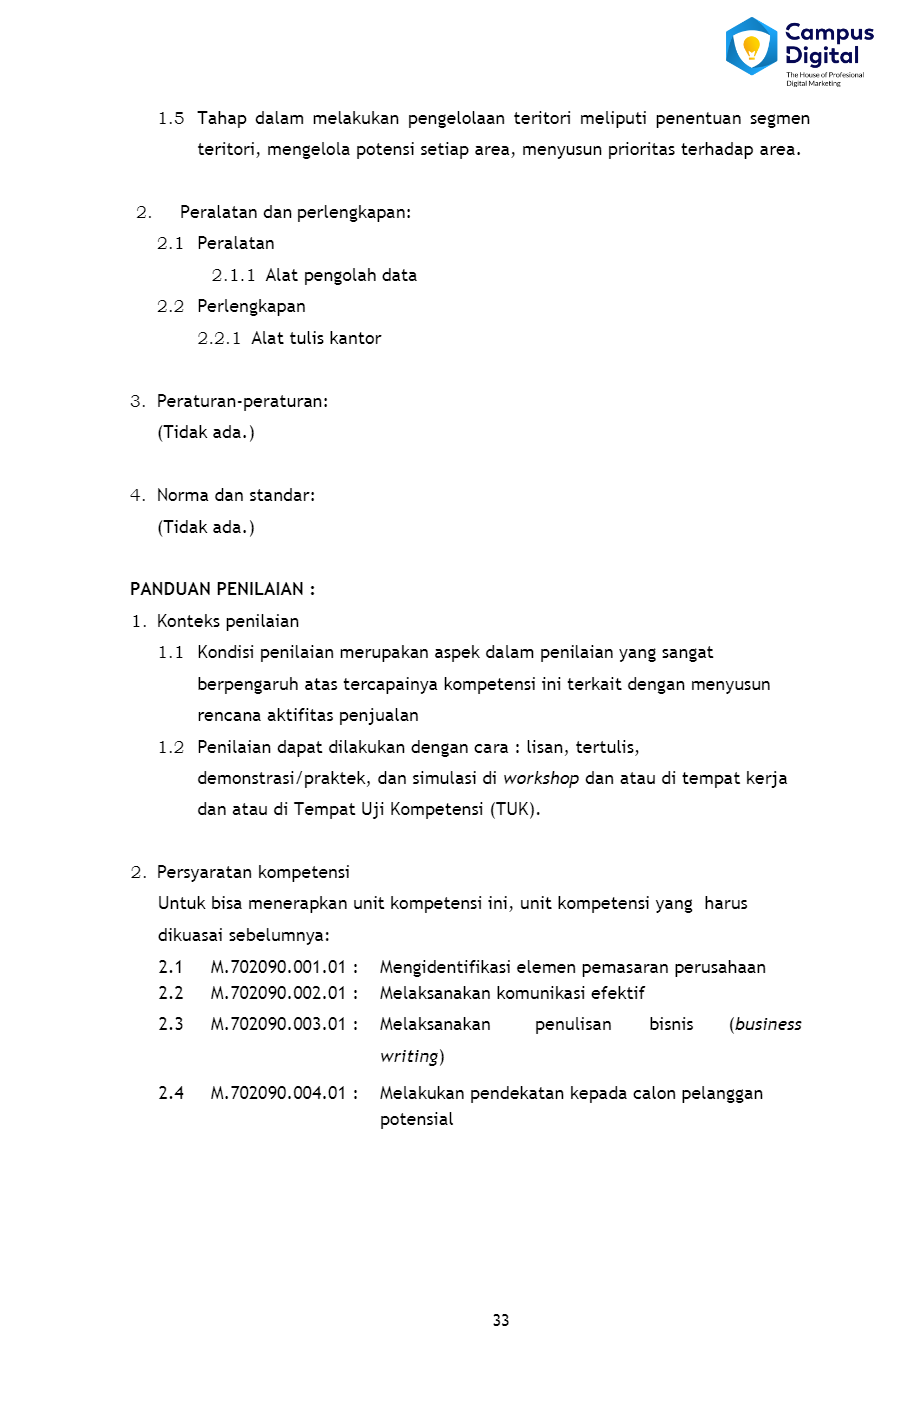 Campus
Digital
The House of Profesional
Digital Marketing
1.5 Tahap dalam melakukan pengelolaan teritori meliputi penentuan segmen
teritori, mengelola potensi setiap area, menyusun prioritas terhadap area.
2. Peralatan dan perlengkapan:
2.1 Peralatan
2.1.1 Alat pengolah data
2.2 Perlengkapan
2.2.1 Alat tulis kantor
3. Peraturan-peraturan:
(Tidak ada.)
4. Norma dan standar:
(Tidak ada.)
PANDUAN PENILAIAN :
1. Konteks penilaian
1.1 Kondisi penilaian merupakan aspek dalam penilaian yang sangat
berpengaruh atas tercapainya kompetensi ini terkait dengan menyusun
rencana aktifitas penjualan
1.2 Penilaian dapat dilakukan dengan cara : lisan, tertulis,
demonstrasi/praktek, dan simulasi di workshop dan atau di tempat kerja
dan atau di Tempat Uji Kompetensi (TUK).
2. Persyaratan kompetensi
Untuk bisa menerapkan unit kompetensi ini, unit kompetensi yang harus
dikuasai sebelumnya:
2.1 M.702090.001.01 : Mengidentifikasi elemen pemasaran perusahaan
2.2 M.702090.002.01 : Melaksanakan komunikasi efektif
2.3 M.702090.003.01 : Melaksanakan penulisan bisnis (business
writing)
2.4 M.702090.004.01 : Melakukan pendekatan kepada calon pelanggan
potensial
33